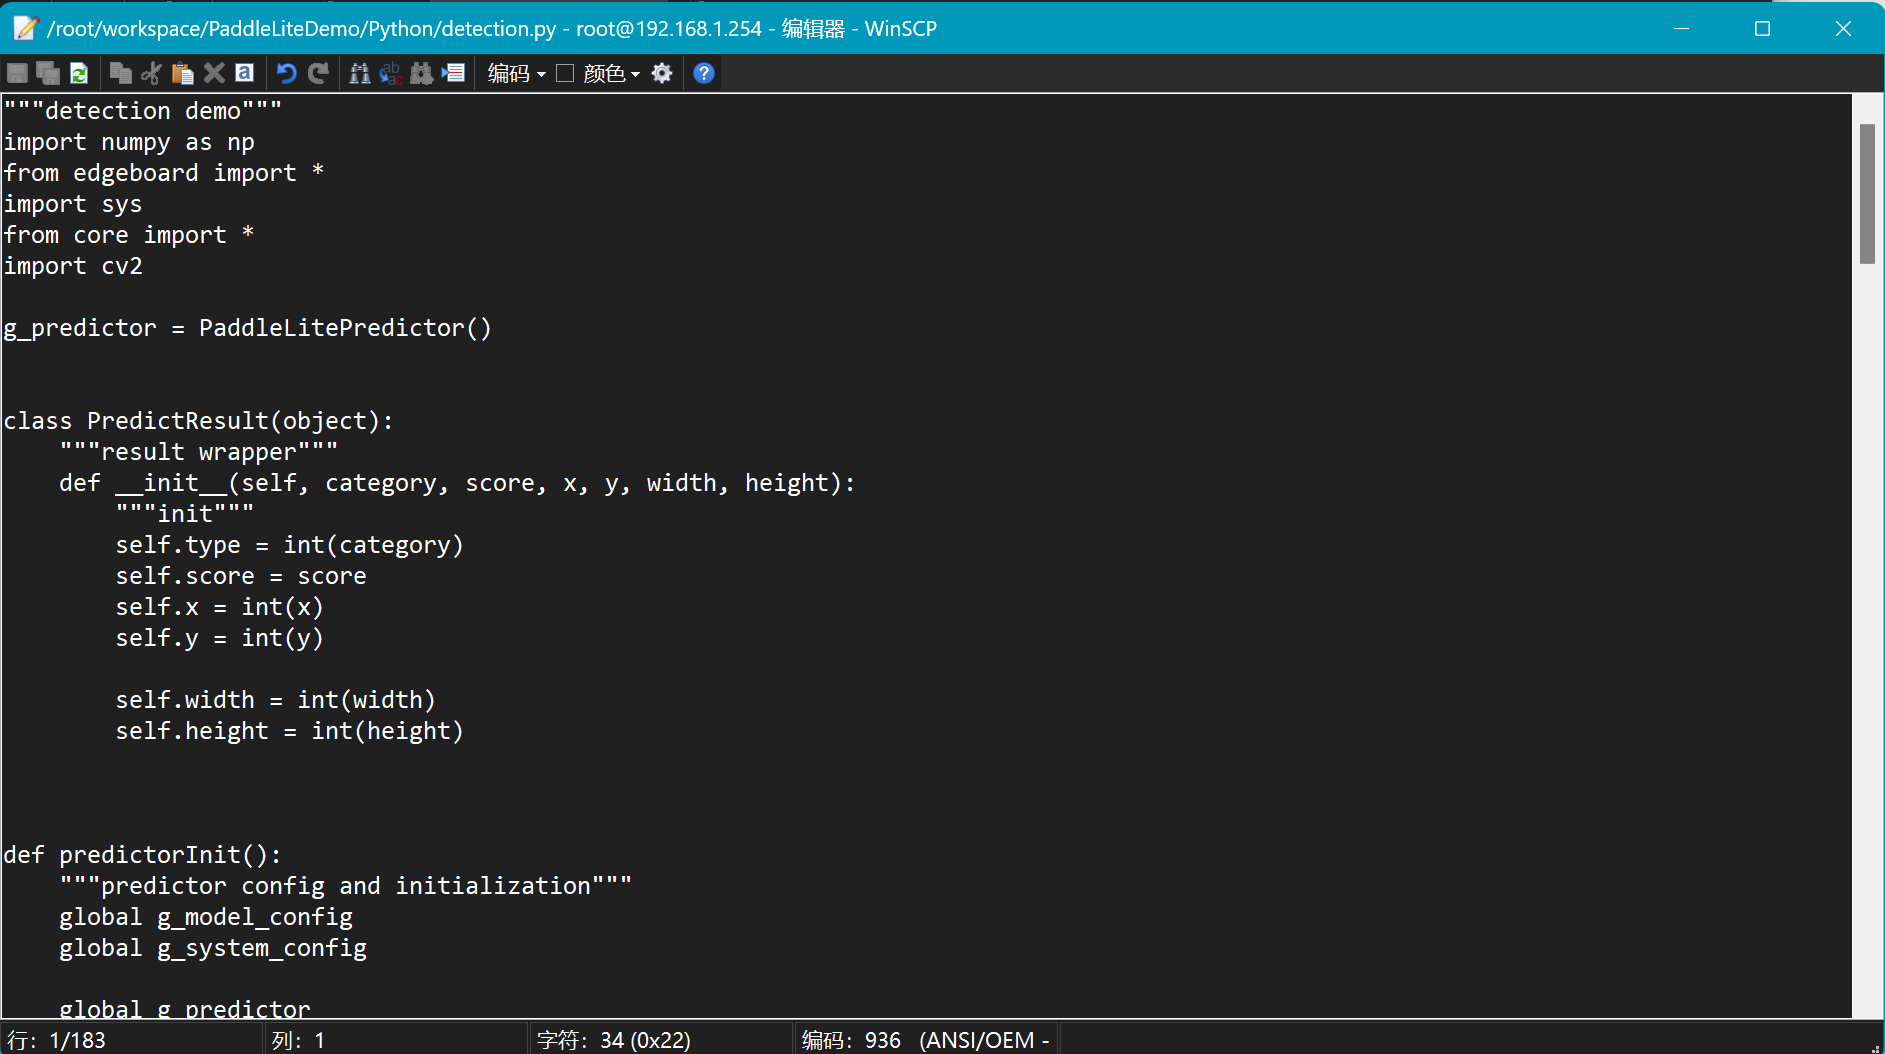 /root/workspace/PaddleLiteDemo/Python/detection.py - root@192.168.1.254 - 编辑器 - WinSCP
编码 颜色
"""detection demo"""
import numpy as np
from edgeboard import *
import sys
from core import *
import cv2
g_predictor = PaddleLitePredictor()
class PredictResult(object):
    """result wrapper"""
    def __init__(self, category, score, x, y, width, height):
        """init"""
        self.type = int(category)
        self.score = score
        self.x = int(x)
        self.y = int(y)
        self.width = int(width)
        self.height = int(height)
def predictorInit():
    """predictor config and initialization"""
    global g_model_config
    global g_system_config
    global g_predictor
行: 1/183 列: 1 字符: 34 (0x22) 编码: 936 (ANSI/OEM -